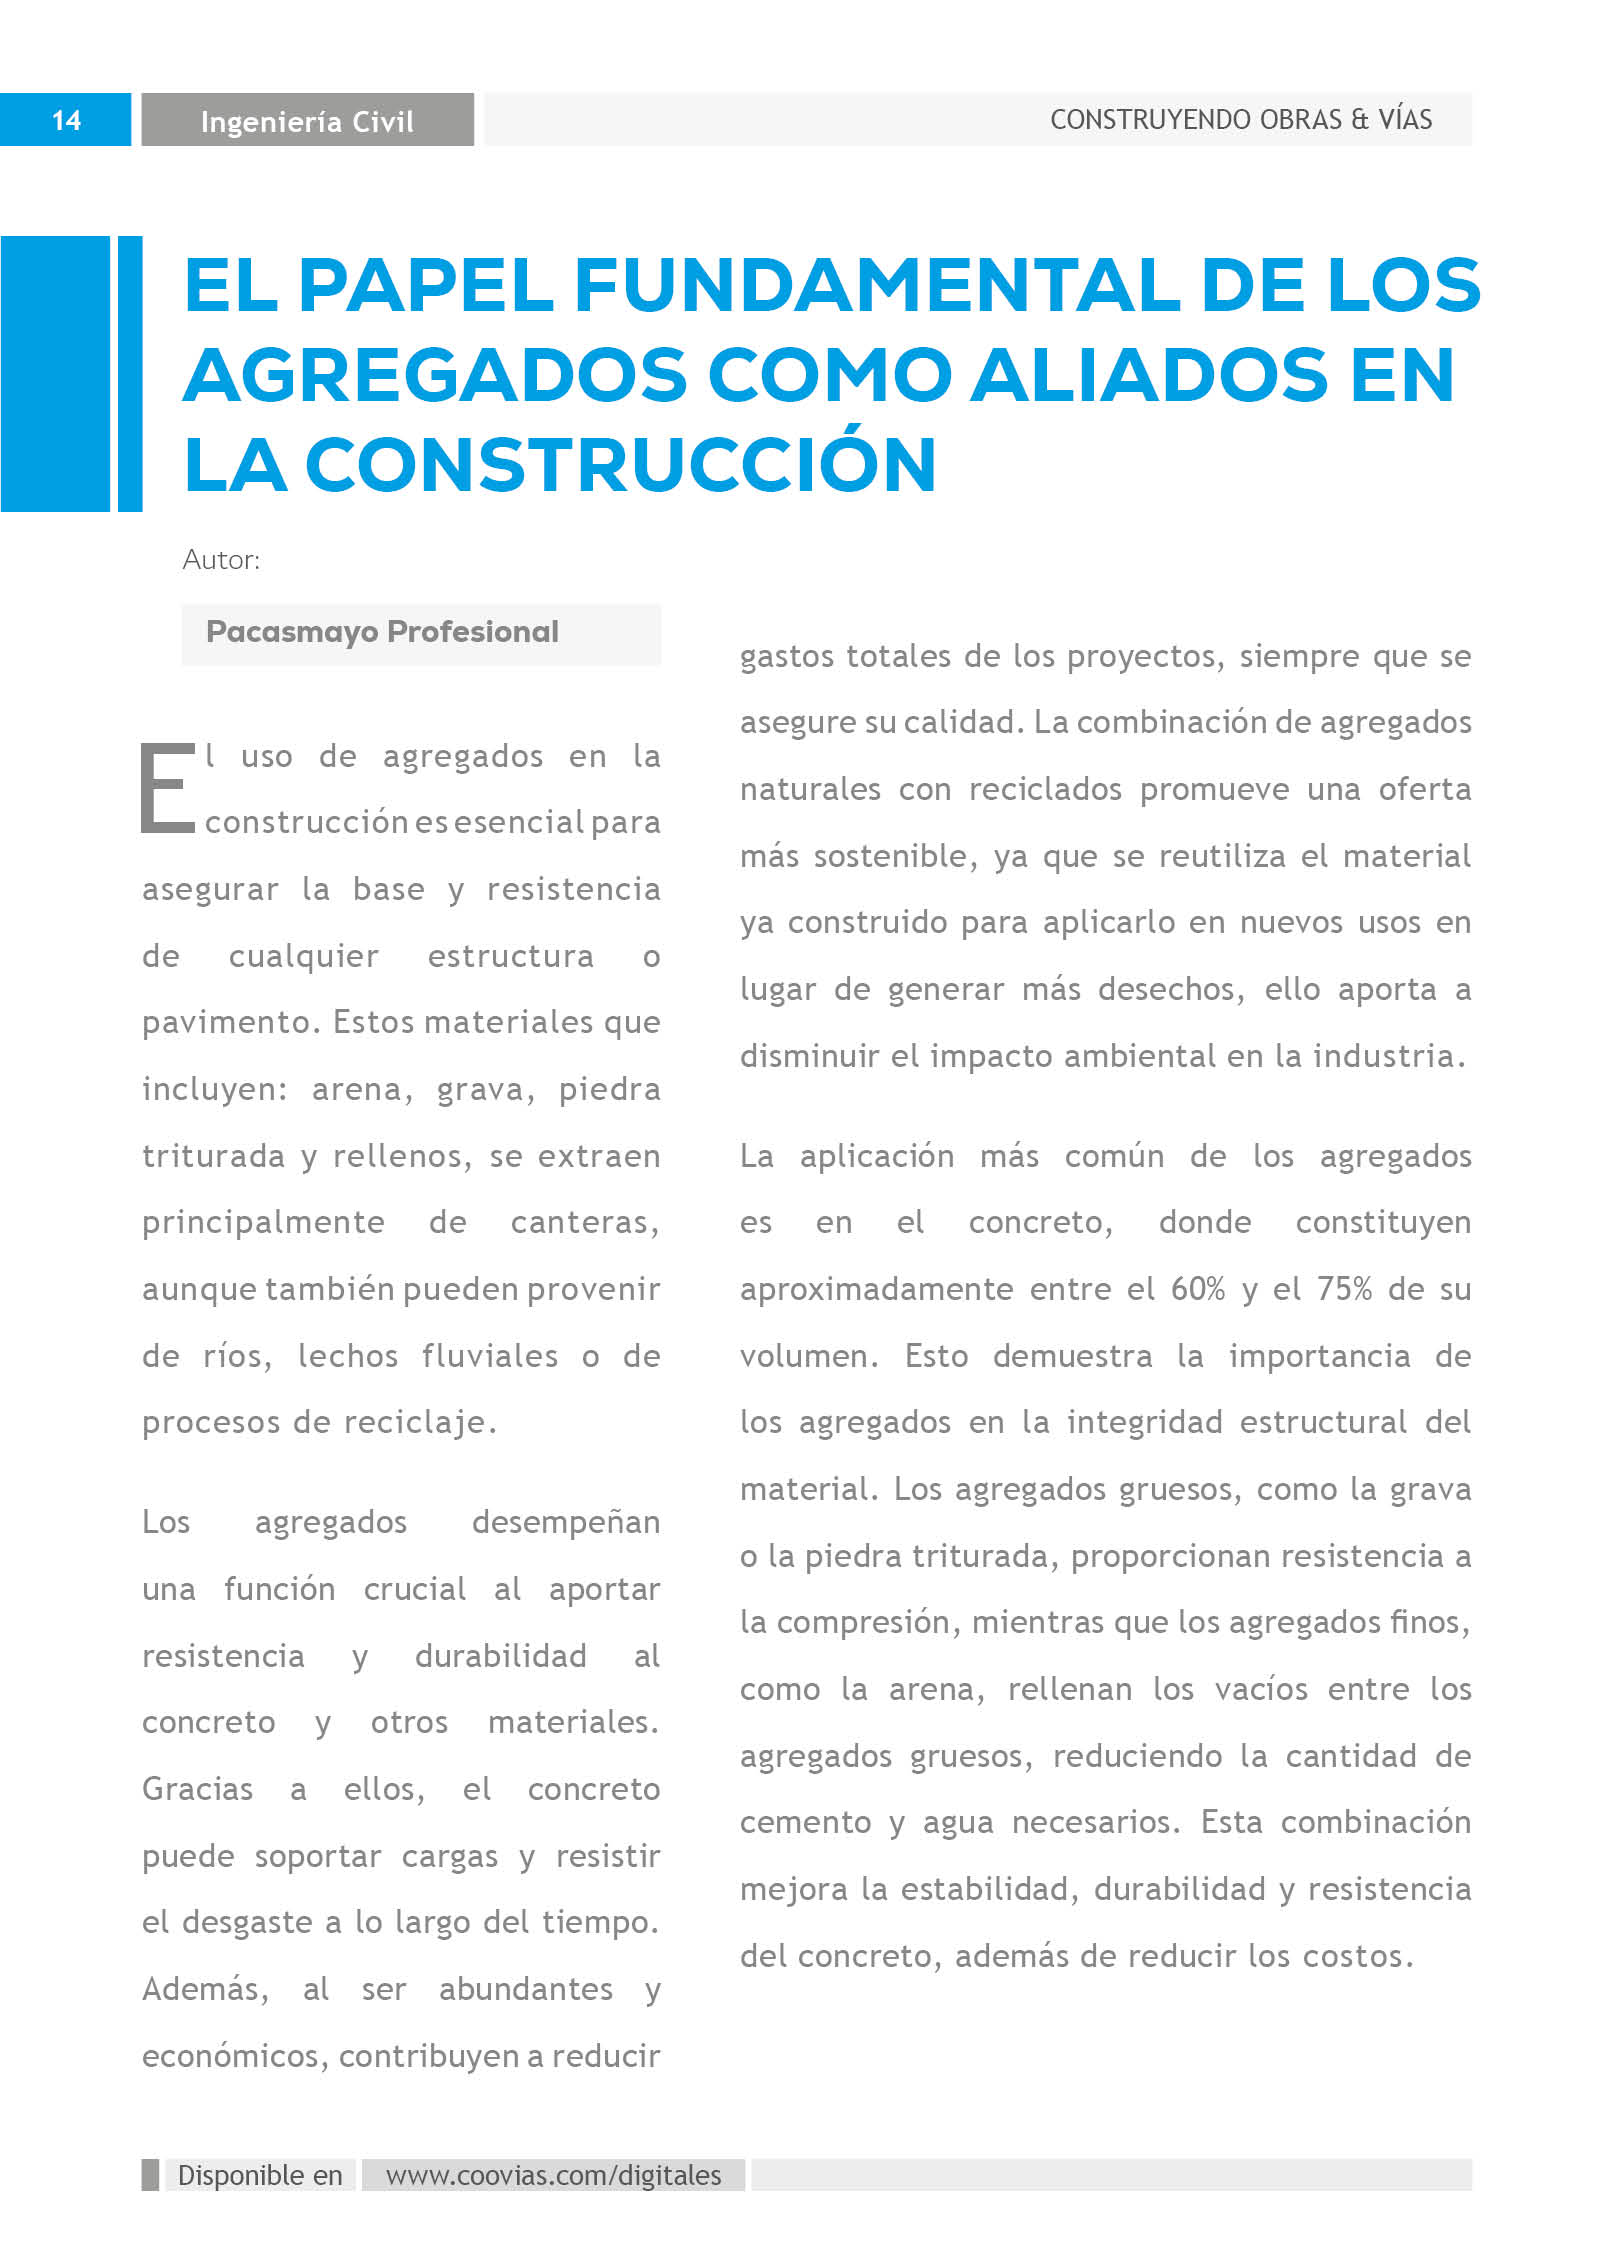 14
Ingeniería Civil
CONSTRUYENDO OBRAS & VÍAS
EL PAPEL FUNDAMENTAL DE LOS
AGREGADOS COMO ALIADOS EN
LA CONSTRUCCIÓN
Autor:
Pacasmayo Profesional
El uso de agregados en la
construcción es esencial para
asegurar la base y resistencia
de cualquier estructura o
pavimento. Estos materiales que
incluyen: arena, grava, piedra
triturada y rellenos, se extraen
principalmente de canteras,
aunque también pueden provenir
de ríos, lechos fluviales o de
procesos de reciclaje.
Los agregados desempeñan
una función crucial al aportar
resistencia y durabilidad al
concreto y otros materiales.
Gracias a ellos, el concreto
puede soportar cargas y resistir
el desgaste a lo largo del tiempo.
Además, al ser abundantes y
económicos, contribuyen a reducir
gastos totales de los proyectos, siempre que se
asegure su calidad. La combinación de agregados
naturales con reciclados promueve una oferta
más sostenible, ya que se reutiliza el material
ya construido para aplicarlo en nuevos usos en
lugar de generar más desechos, ello aporta a
disminuir el impacto ambiental en la industria.
La aplicación más común de los agregados
es en el concreto, donde constituyen
aproximadamente entre el 60% y el 75% de su
volumen. Esto demuestra la importancia de
los agregados en la integridad estructural del
material. Los agregados gruesos, como la grava
o la piedra triturada, proporcionan resistencia a
la compresión, mientras que los agregados finos,
como la arena, rellenan los vacíos entre los
agregados gruesos, reduciendo la cantidad de
cemento y agua necesarios. Esta combinación
mejora la estabilidad, durabilidad y resistencia
del concreto, además de reducir los costos.
Disponible en
www.coovias.com/digitales